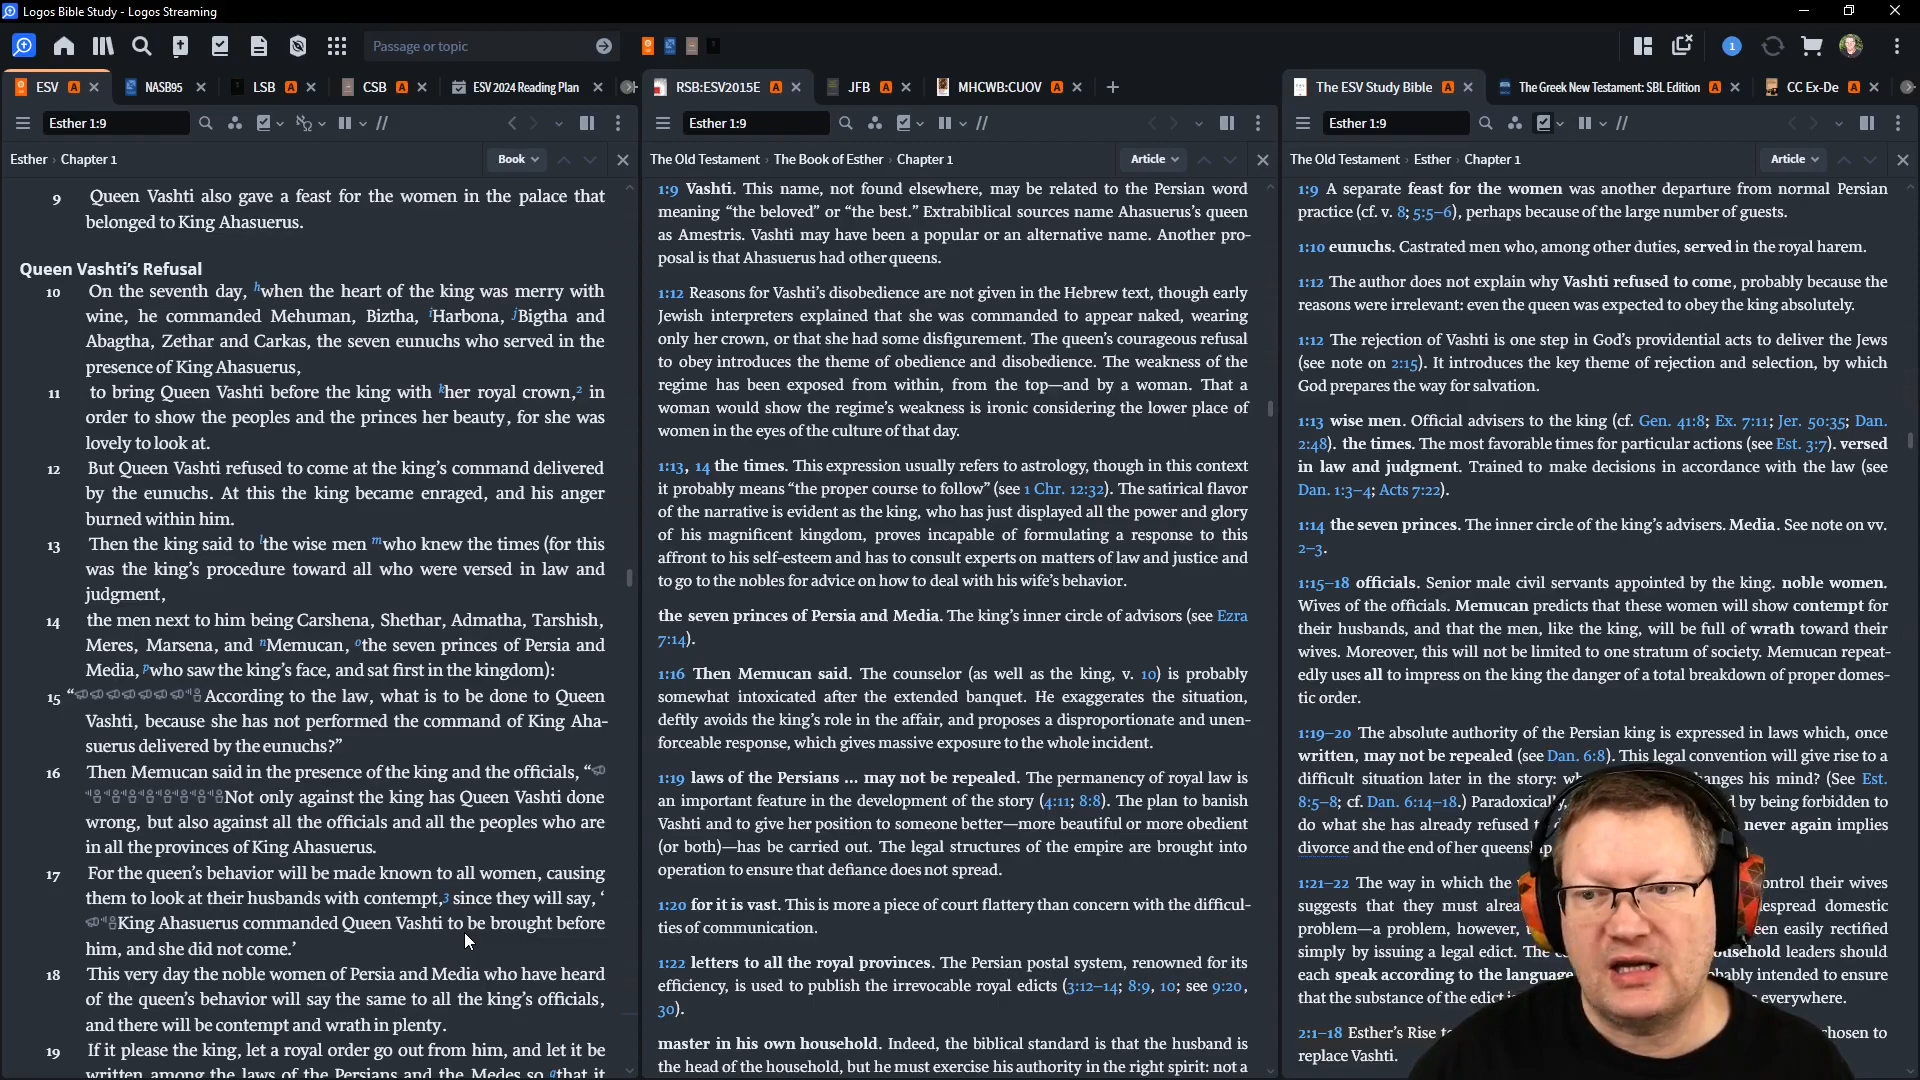 Logos Bible Study - Logos Streaming
Passage or topic
1
ESV A
NASB95
LSB A
CSB A
ESV 2024 Reading Plan
RSB:ESV2015E A
JFB A
MHCWB:CUOV A
The ESV Study Bible A
The Greek New Testament: SBL Edition A
CC Ex-De A
Esther 1:9
Esther 1:9
Esther 1:9
Esther › Chapter 1
Book
The Old Testament › The Book of Esther › Chapter 1
Article
The Old Testament › Esther › Chapter 1
Article
9 Queen Vashti also gave a feast for the women in the palace that
belonged to King Ahasuerus.
Queen Vashti’s Refusal
10 On the seventh day, hwhen the heart of the king was merry with
wine, he commanded Mehuman, Biztha, iHarbona, jBigtha and
Abagtha, Zethar and Carkas, the seven eunuchs who served in the
presence of King Ahasuerus,
11 to bring Queen Vashti before the king with kher royal crown,2 in
order to show the peoples and the princes her beauty, for she was
lovely to look at.
12 But Queen Vashti refused to come at the king’s command delivered
by the eunuchs. At this the king became enraged, and his anger
burned within him.
13 Then the king said to lthe wise men mwho knew the times (for this
was the king’s procedure toward all who were versed in law and
judgment,
14 the men next to him being Carshena, Shethar, Admatha, Tarshish,
Meres, Marsena, and nMemucan, othe seven princes of Persia and
Media, pwho saw the king’s face, and sat first in the kingdom):
15 “According to the law, what is to be done to Queen
Vashti, because she has not performed the command of King Aha-
suerus delivered by the eunuchs?”
16 Then Memucan said in the presence of the king and the officials, “
Not only against the king has Queen Vashti done
wrong, but also against all the officials and all the peoples who are
in all the provinces of King Ahasuerus.
17 For the queen’s behavior will be made known to all women, causing
them to look at their husbands with contempt,3 since they will say, ‘
King Ahasuerus commanded Queen Vashti to be brought before
him, and she did not come.’
18 This very day the noble women of Persia and Media who have heard
of the queen’s behavior will say the same to all the king’s officials,
and there will be contempt and wrath in plenty.
19 If it please the king, let a royal order go out from him, and let it be
written among the laws of the Persians and the Medes so qthat it
1:9 Vashti. This name, not found elsewhere, may be related to the Persian word
meaning “the beloved” or “the best.” Extrabiblical sources name Ahasuerus’s queen
as Amestris. Vashti may have been a popular or an alternative name. Another pro-
posal is that Ahasuerus had other queens.
1:12 Reasons for Vashti’s disobedience are not given in the Hebrew text, though early
Jewish interpreters explained that she was commanded to appear naked, wearing
only her crown, or that she had some disfigurement. The queen’s courageous refusal
to obey introduces the theme of obedience and disobedience. The weakness of the
regime has been exposed from within, from the top—and by a woman. That a
woman would show the regime’s weakness is ironic considering the lower place of
women in the eyes of the culture of that day.
1:13, 14 the times. This expression usually refers to astrology, though in this context
it probably means “the proper course to follow” (see 1 Chr. 12:32). The satirical flavor
of the narrative is evident as the king, who has just displayed all the power and glory
of his magnificent kingdom, proves incapable of formulating a response to this
affront to his self-esteem and has to consult experts on matters of law and justice and
to go to the nobles for advice on how to deal with his wife’s behavior.
the seven princes of Persia and Media. The king’s inner circle of advisors (see Ezra
7:14).
1:16 Then Memucan said. The counselor (as well as the king, v. 10) is probably
somewhat intoxicated after the extended banquet. He exaggerates the situation,
deftly avoids the king’s role in the affair, and proposes a disproportionate and unen-
forceable response, which gives massive exposure to the whole incident.
1:19 laws of the Persians ... may not be repealed. The permanency of royal law is
an important feature in the development of the story (4:11; 8:8). The plan to banish
Vashti and to give her position to someone better—more beautiful or more obedient
(or both)—has be carried out. The legal structures of the empire are brought into
operation to ensure that defiance does not spread.
1:20 for it is vast. This is more a piece of court flattery than concern with the difficul-
ties of communication.
1:22 letters to all the royal provinces. The Persian postal system, renowned for its
efficiency, is used to publish the irrevocable royal edicts (3:12–14; 8:9, 10; see 9:20,
30).
master in his own household. Indeed, the biblical standard is that the husband is
the head of the household, but he must exercise his authority in the right spirit: not a
1:9 A separate feast for the women was another departure from normal Persian
practice (cf. v. 8; 5:5–6), perhaps because of the large number of guests.
1:10 eunuchs. Castrated men who, among other duties, served in the royal harem.
1:12 The author does not explain why Vashti refused to come, probably because the
reasons were irrelevant: even the queen was expected to obey the king absolutely.
1:12 The rejection of Vashti is one step in God’s providential acts to deliver the Jews
(see note on 2:15). It introduces the key theme of rejection and selection, by which
God prepares the way for salvation.
1:13 wise men. Official advisers to the king (cf. Gen. 41:8; Ex. 7:11; Jer. 50:35; Dan.
2:48). the times. The most favorable times for particular actions (see Est. 3:7). versed
in law and judgment. Trained to make decisions in accordance with the law (see
Dan. 1:3–4; Acts 7:22).
1:14 the seven princes. The inner circle of the king’s advisers. Media. See note on vv.
2–3.
1:15–18 officials. Senior male civil servants appointed by the king. noble women.
Wives of the officials. Memucan predicts that these women will show contempt for
their husbands, and that the men, like the king, will be full of wrath toward their
wives. Moreover, this will not be limited to one stratum of society. Memucan repeat-
edly uses all to impress on the king the danger of a total breakdown of proper domes-
tic order.
1:19–20 The absolute authority of the Persian king is expressed in laws which, once
written, may not be repealed (see Dan. 6:8). This legal convention will give rise to a
difficult situation later in the story: changes his mind? (See Est.
8:5–8; cf. Dan. 6:14–18.) Paradoxically, by being forbidden to
do what she has already refused never again implies
divorce and the end of her queenship
1:21–22 The way in which the control their wives
suggests that they must domestic
problem—a problem, however, easily rectified
simply by issuing a legal edict. The household leaders should
each speak according to the language intended to ensure
that the substance of the edict everywhere.
2:1–18 Esther’s Rise chosen to
replace Vashti.